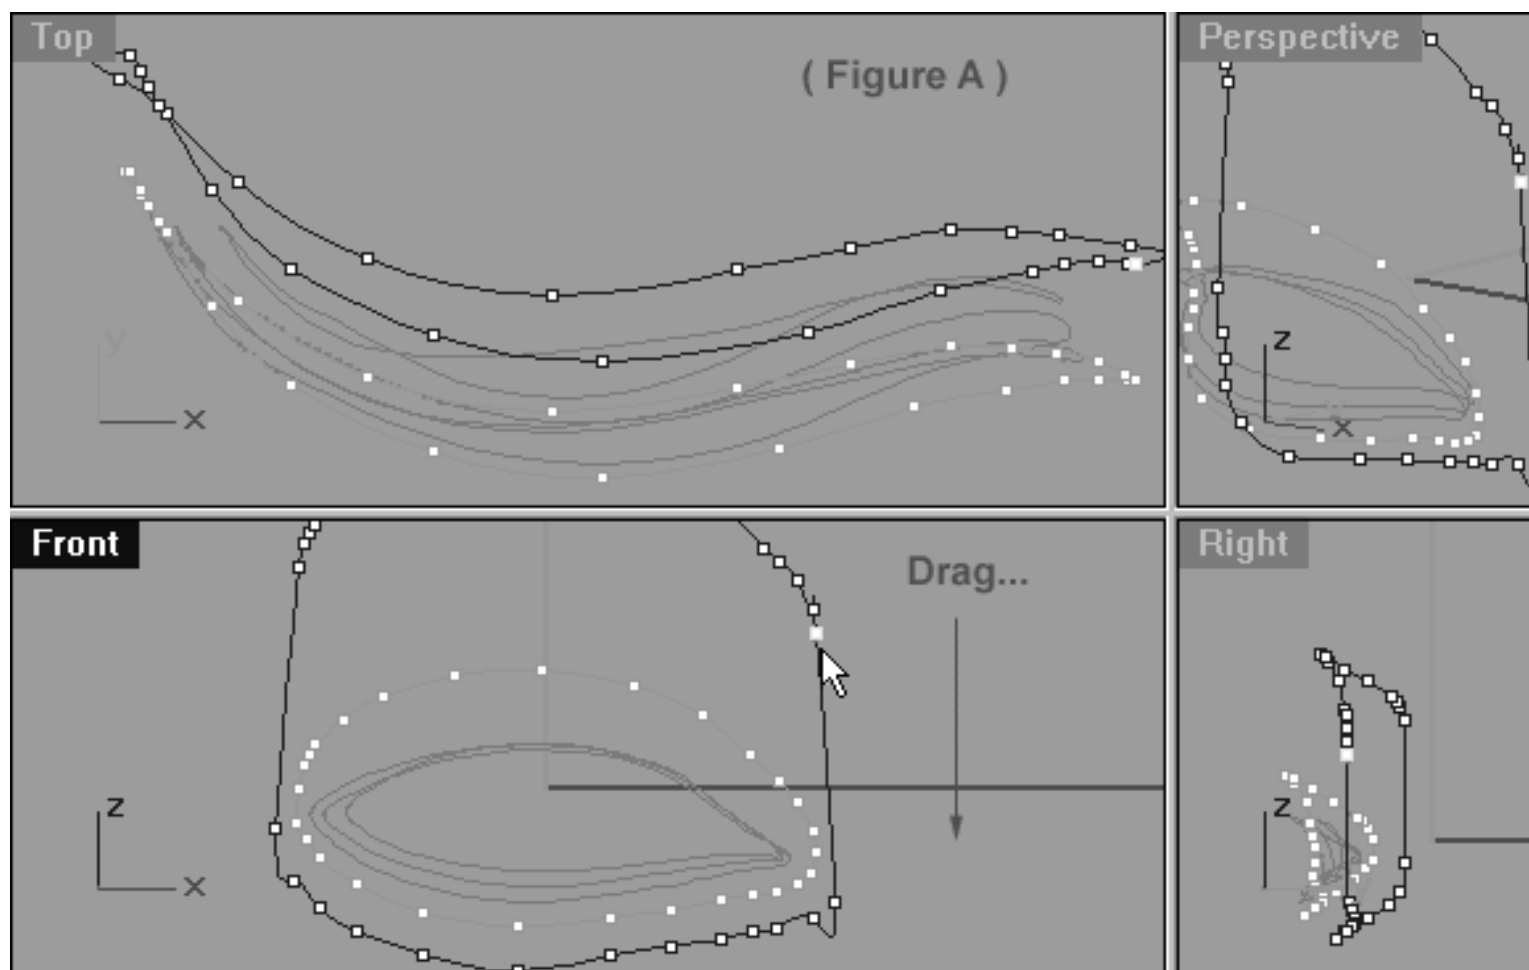 Top
( Figure A )
Perspective
y
x
z
x
Front
Drag...
Right
z
x
z